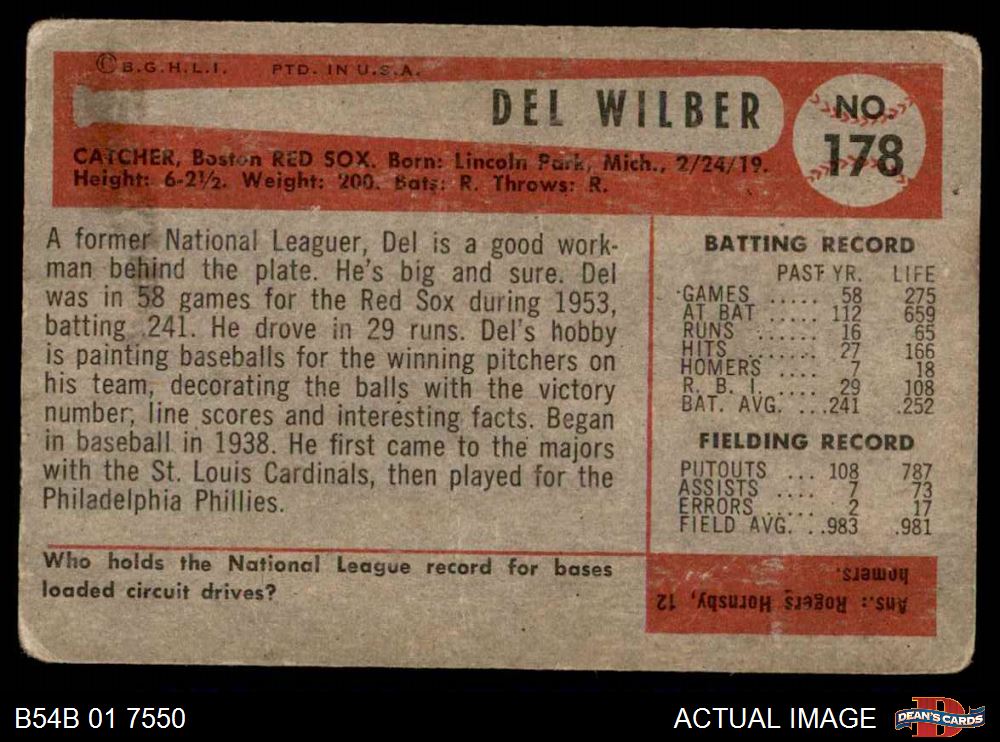 © B.G.H.L.I. PTD. IN U.S.A.
DEL WILBER
NO.
178
CATCHER, Boston RED SOX. Born: Lincoln Park, Mich., 2/24/19.
Height: 6-2½. Weight: 200. Bats: R. Throws: R.
A former National Leaguer, Del is a good work-
man behind the plate. He's big and sure. Del
was in 58 games for the Red Sox during 1953,
batting .241. He drove in 29 runs. Del's hobby
is painting baseballs for the winning pitchers on
his team, decorating the balls with the victory
number, line scores and interesting facts. Began
in baseball in 1938. He first came to the majors
with the St. Louis Cardinals, then played for the
Philadelphia Phillies.
BATTING RECORD
PAST YR. LIFE
GAMES ..... 58 275
AT BAT ..... 112 659
RUNS ...... 16 65
HITS ....... 27 166
HOMERS .... 7 18
R. B. I. ..... 29 108
BAT. AVG. ... .241 .252
FIELDING RECORD
PUTOUTS ... 108 787
ASSISTS .... 7 73
ERRORS ..... 2 17
FIELD AVG. . .983 .981
Who holds the National League record for bases
loaded circuit drives?
Ans.: Rogers Hornsby, 12
homers.
B54B 01 7550
ACTUAL IMAGE
DEAN'S CARDS